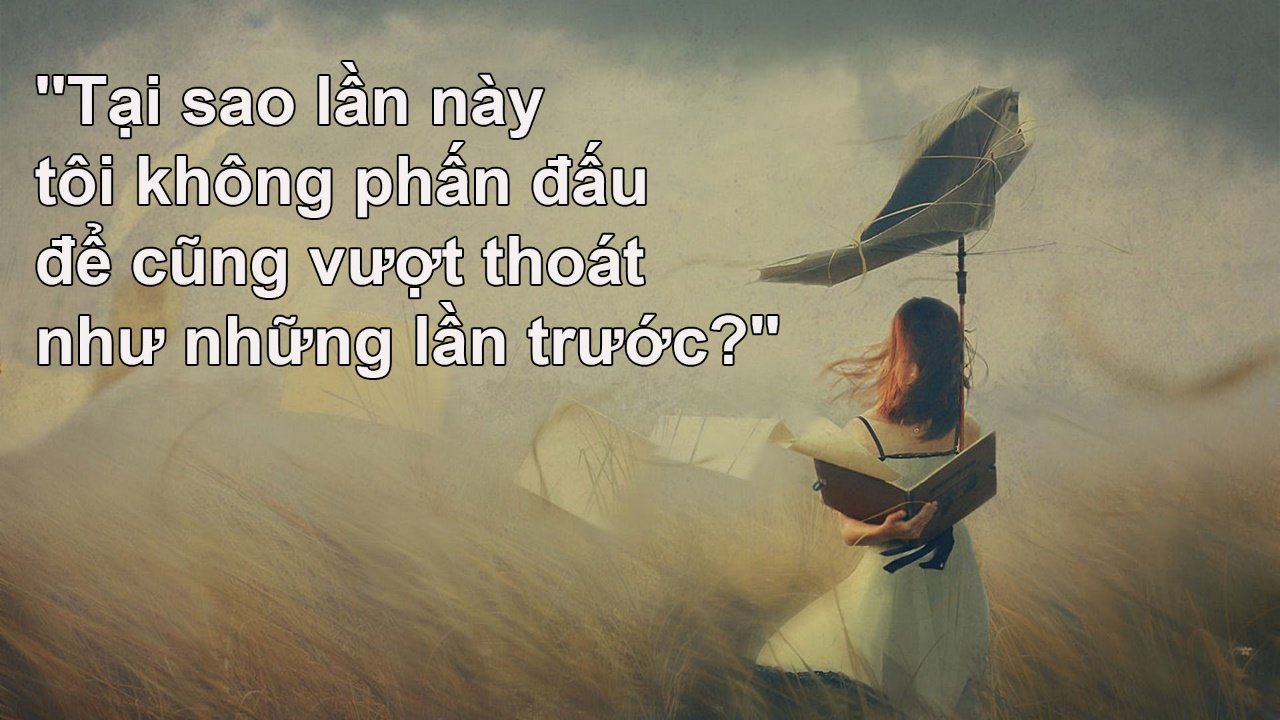 "Tại sao lần này
tôi không phấn đấu
để cũng vượt thoát
như những lần trước?"